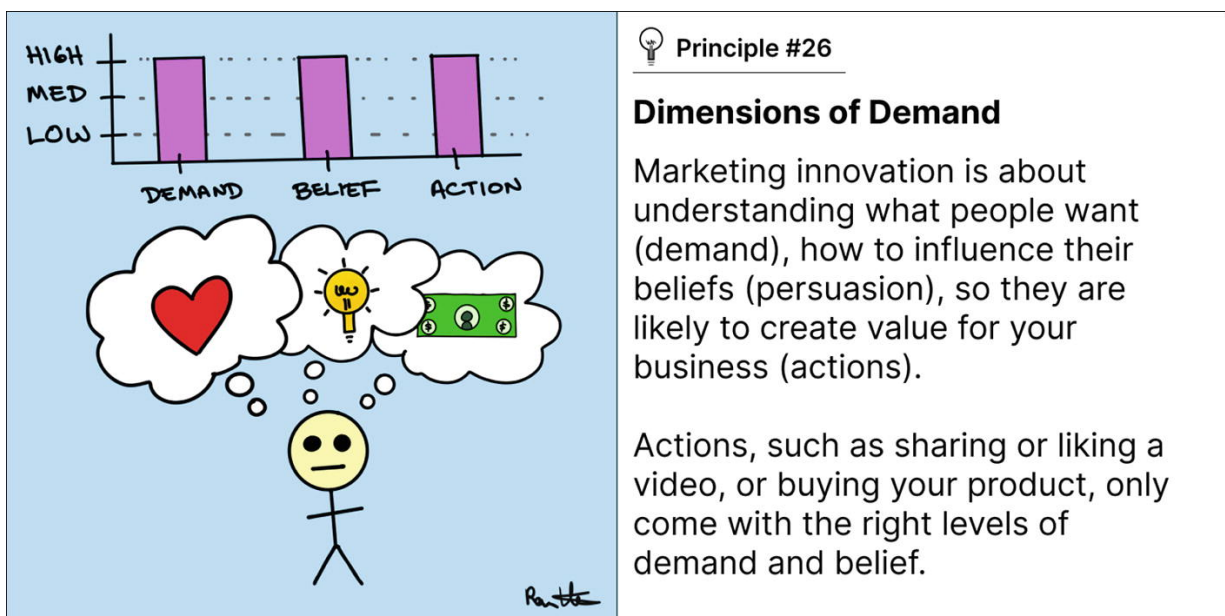 HIGH
MED
LOW
DEMAND BELIEF ACTION
$ $
$ $
Principle #26
Dimensions of Demand
Marketing innovation is about
understanding what people want
(demand), how to influence their
beliefs (persuasion), so they are
likely to create value for your
business (actions).
Actions, such as sharing or liking a
video, or buying your product, only
come with the right levels of
demand and belief.